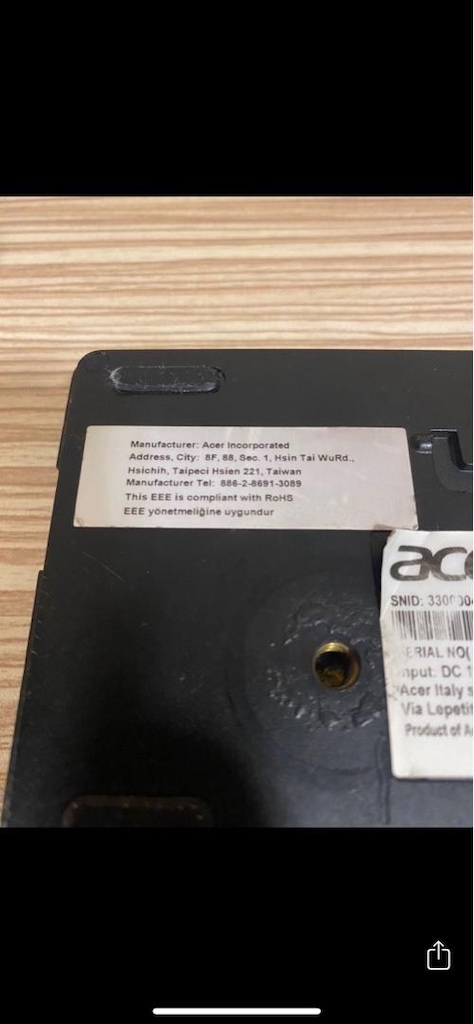 Manufacturer: Acer Incorporated
Address, City: 8F, 88, Sec. 1, Hsin Tai WuRd.,
Hsichih, Taipeci Hsien 221, Taiwan
Manufacturer Tel: 886-2-8691-3089
This EEE is compliant with RoHS
EEE yönetmeliğine uygundur
ace
SNID:
ERIAL NO(
nput: DC 1
Acer Italy s
Via Lepetit
Product of A